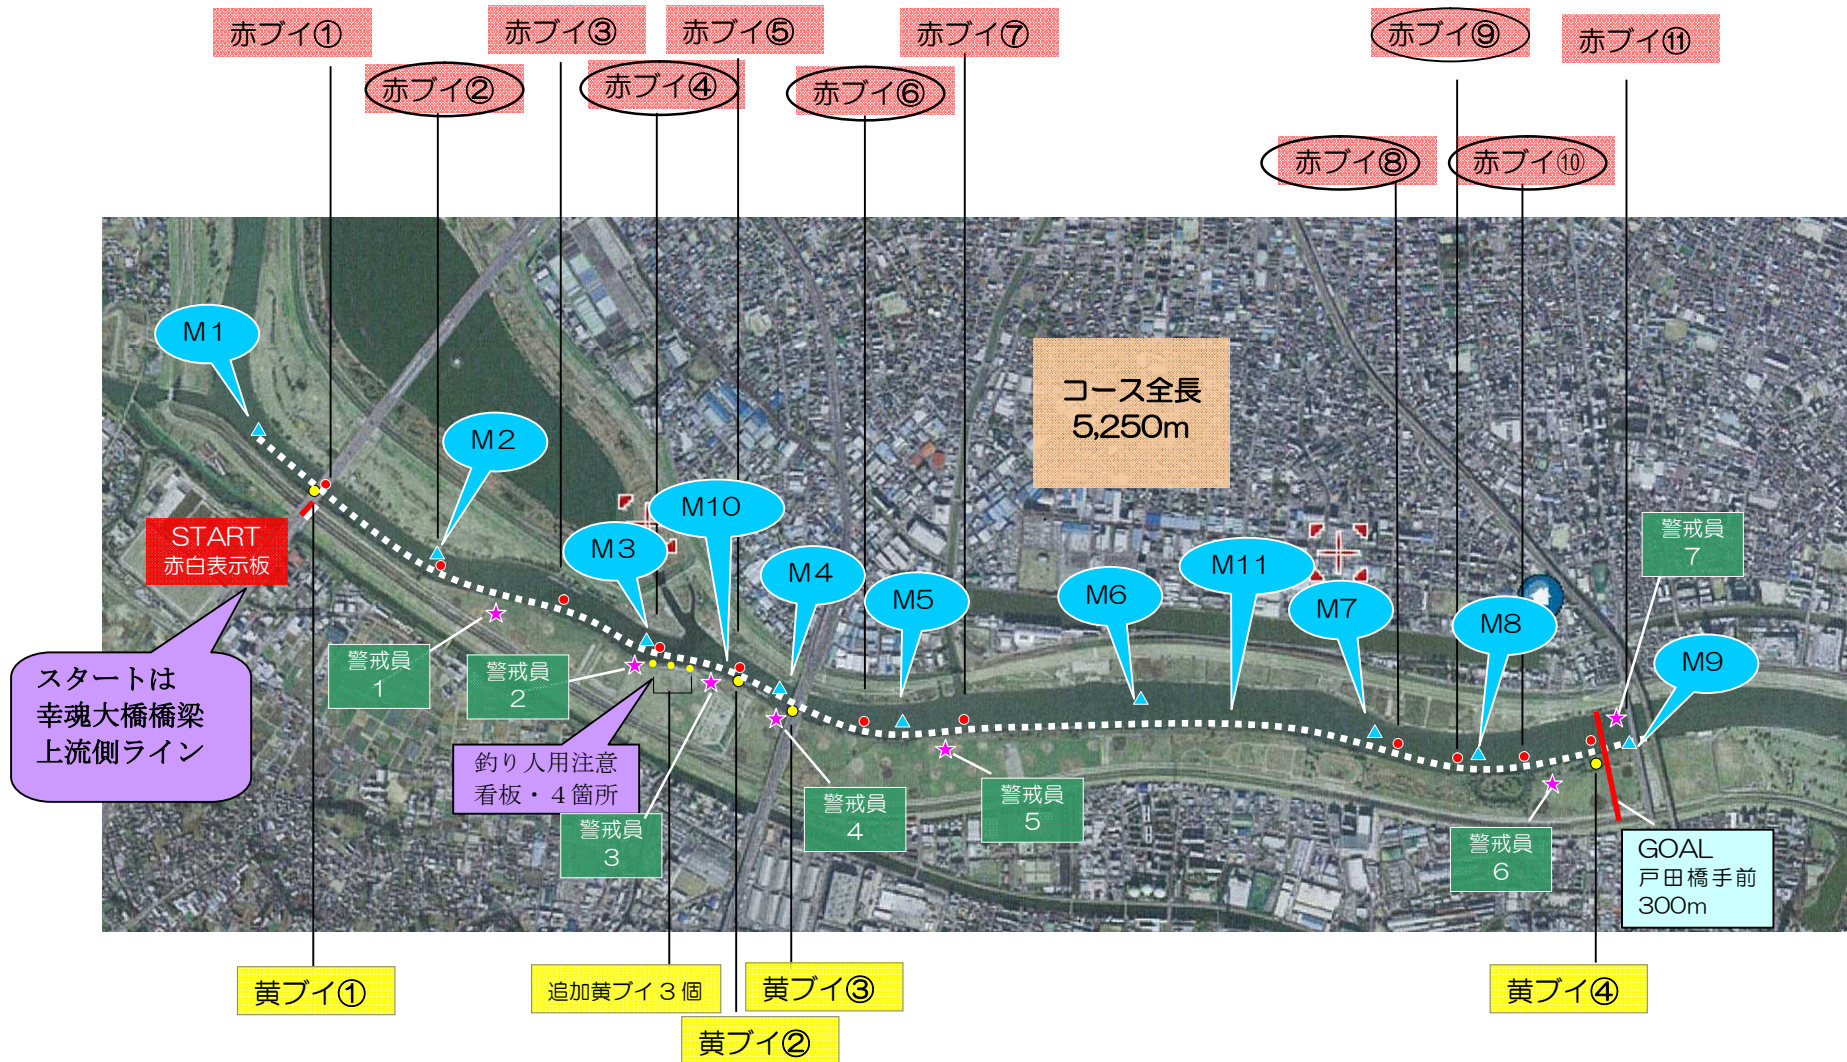 赤ブイ①
赤ブイ③
赤ブイ⑤
赤ブイ⑦
赤ブイ⑨
赤ブイ⑪
赤ブイ②
赤ブイ④
赤ブイ⑥
赤ブイ⑧
赤ブイ⑩
M1
コース全長
5,250m
M2
M10
M3
M4
M5
M6
M11
M7
M8
M9
START
赤白表示板
スタートは
幸魂大橋橋梁
上流側ライン
警戒員
1
警戒員
2
釣り人用注意
看板・４箇所
警戒員
3
警戒員
4
警戒員
5
警戒員
6
警戒員
7
GOAL
戸田橋手前
300m
黄ブイ①
追加黄ブイ３個
黄ブイ②
黄ブイ③
黄ブイ④